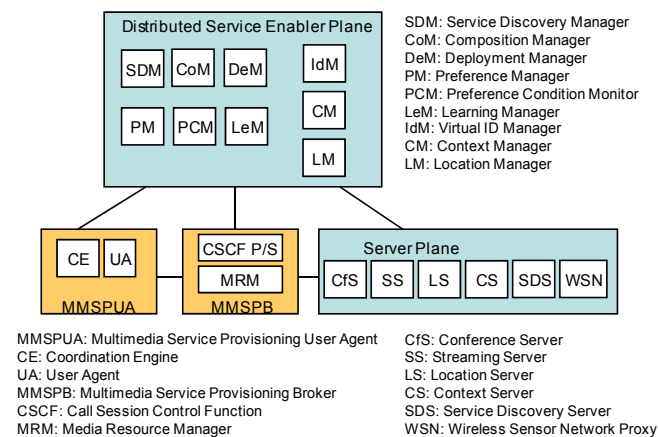 Distributed Service Enabler Plane
SDM CoM DeM IdM
PM PCM LeM CM
LM
SDM: Service Discovery Manager
CoM: Composition Manager
DeM: Deployment Manager
PM: Preference Manager
PCM: Preference Condition Monitor
LeM: Learning Manager
IdM: Virtual ID Manager
CM: Context Manager
LM: Location Manager
CE UA
MMSPUA
CSCF P/S
MRM
MMSPB
Server Plane
CfS SS LS CS SDS WSN
MMSPUA: Multimedia Service Provisioning User Agent
CE: Coordination Engine
UA: User Agent
MMSPB: Multimedia Service Provisioning Broker
CSCF: Call Session Control Function
MRM: Media Resource Manager
CfS: Conference Server
SS: Streaming Server
LS: Location Server
CS: Context Server
SDS: Service Discovery Server
WSN: Wireless Sensor Network Proxy